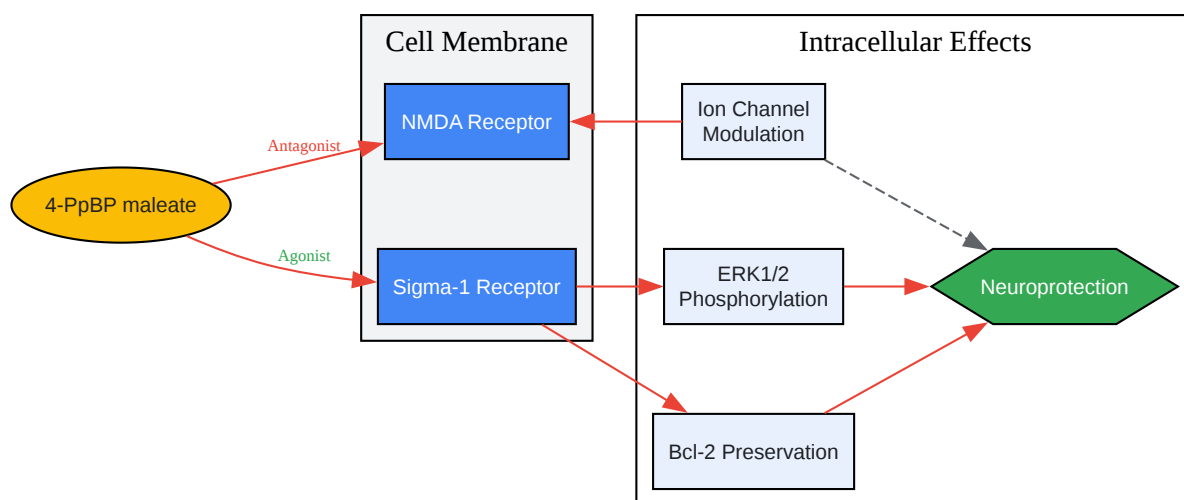 Cell Membrane
Intracellular Effects
NMDA Receptor
Ion Channel
Modulation
Antagonist
4-PpBP maleate
Agonist
Sigma-1 Receptor
ERK1/2
Phosphorylation
Neuroprotection
Bcl-2 Preservation